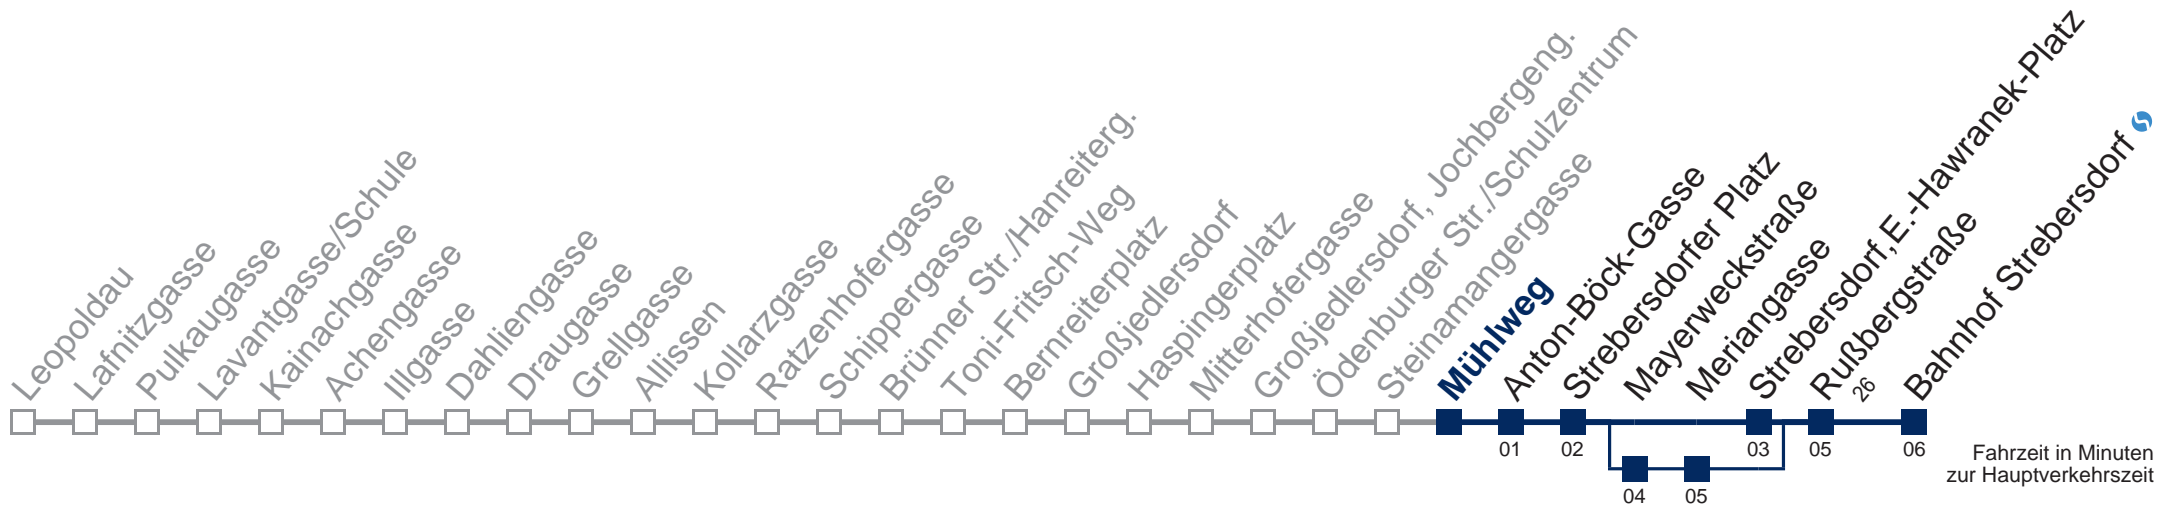 Leopoldau
Lafnitzgasse
Pulkaugasse
Lavantgasse/Schule
Kainachgasse
Achengasse
Illgasse
Dahliengasse
Draugasse
Grellgasse
Allissen
Kollarzgasse
Ratzenhofergasse
Schippergasse
Brünner Str./Hanreiterg.
Toni-Fritsch-Weg
Bernreiterplatz
Großjedlersdorf
Haspingerplatz
Mitterhofergasse
Großjedlersdorf, Jochbergeng.
Ödenburger Str./Schulzentrum
Steinamangergasse
Mühlweg
Anton-Böck-Gasse
Strebersdorfer Platz
Mayerweckstraße
Meriangasse
Strebersdorf,E.-Hawranek-Platz
Rußbergstraße
26
Bahnhof Strebersdorf
01 02 03 05 06
04 05
Fahrzeit in Minuten
zur Hauptverkehrszeit